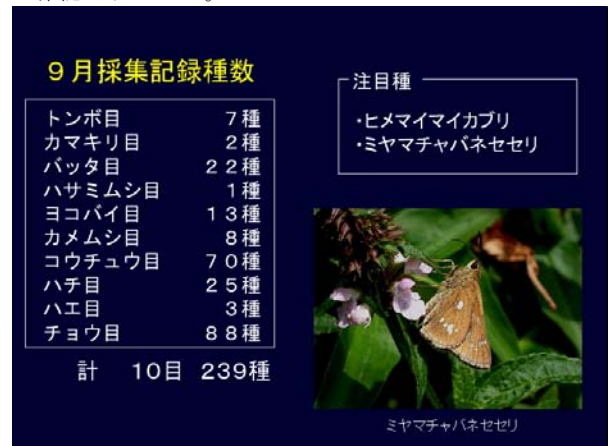 9月採集記録種数
トンボ目 7種
カマキリ目 2種
バッタ目 22種
ハサミムシ目 1種
ヨコバイ目 13種
カメムシ目 8種
コウチュウ目 70種
ハチ目 25種
ハエ目 3種
チョウ目 88種
計 10目 239種
注目種
・ヒメマイマイカブリ
・ミヤマチャバネセセリ
ミヤマチャバネセセリ